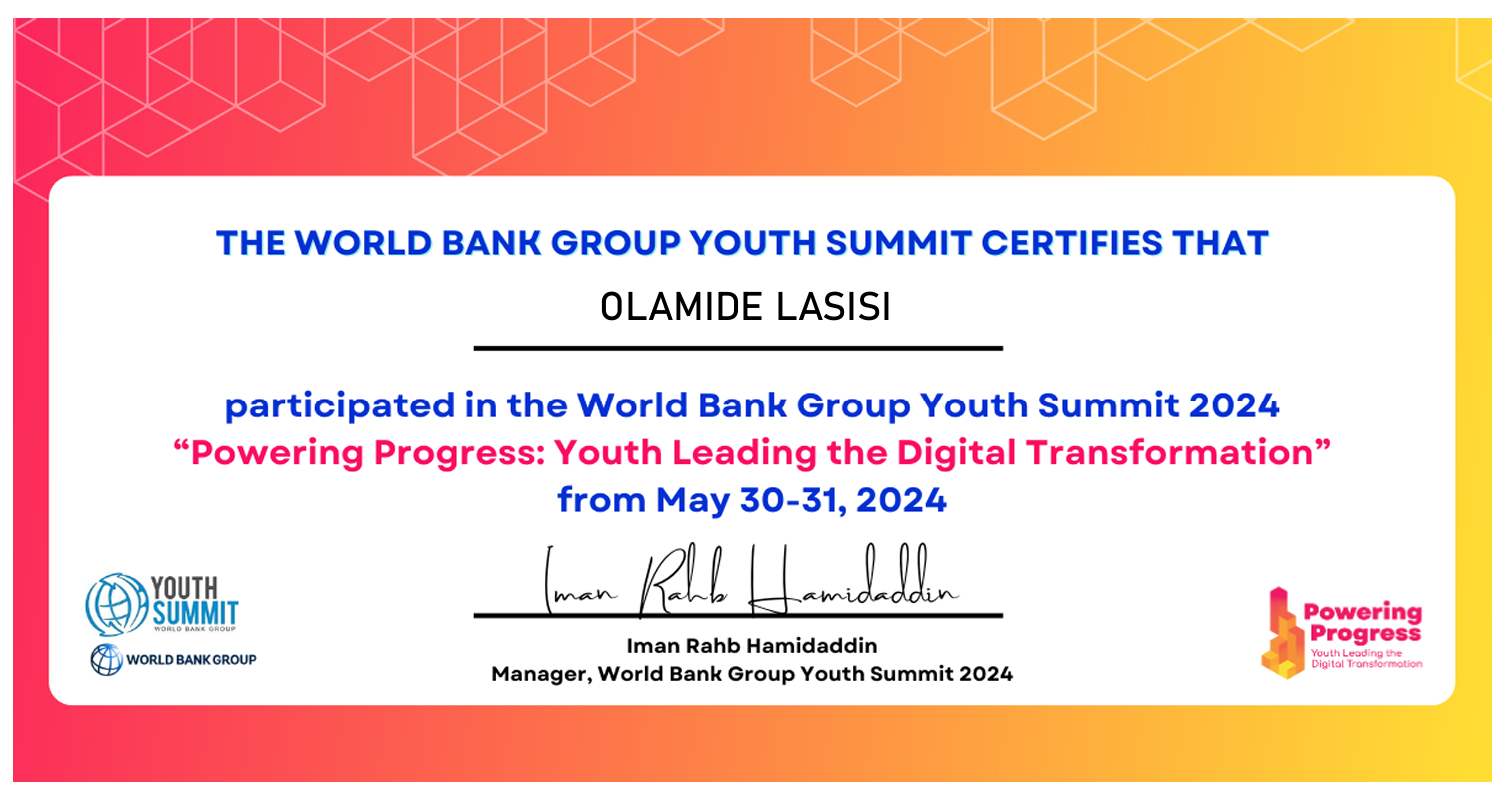 THE WORLD BANK GROUP YOUTH SUMMIT CERTIFIES THAT
OLAMIDE LASISI
participated in the World Bank Group Youth Summit 2024
“Powering Progress: Youth Leading the Digital Transformation”
from May 30-31, 2024
Iman Rahb Hamidaddin
Iman Rahb Hamidaddin
Manager, World Bank Group Youth Summit 2024
YOUTH
SUMMIT
WORLD BANK GROUP
WORLD BANK GROUP
Powering
Progress
Youth Leading the
Digital Transformation